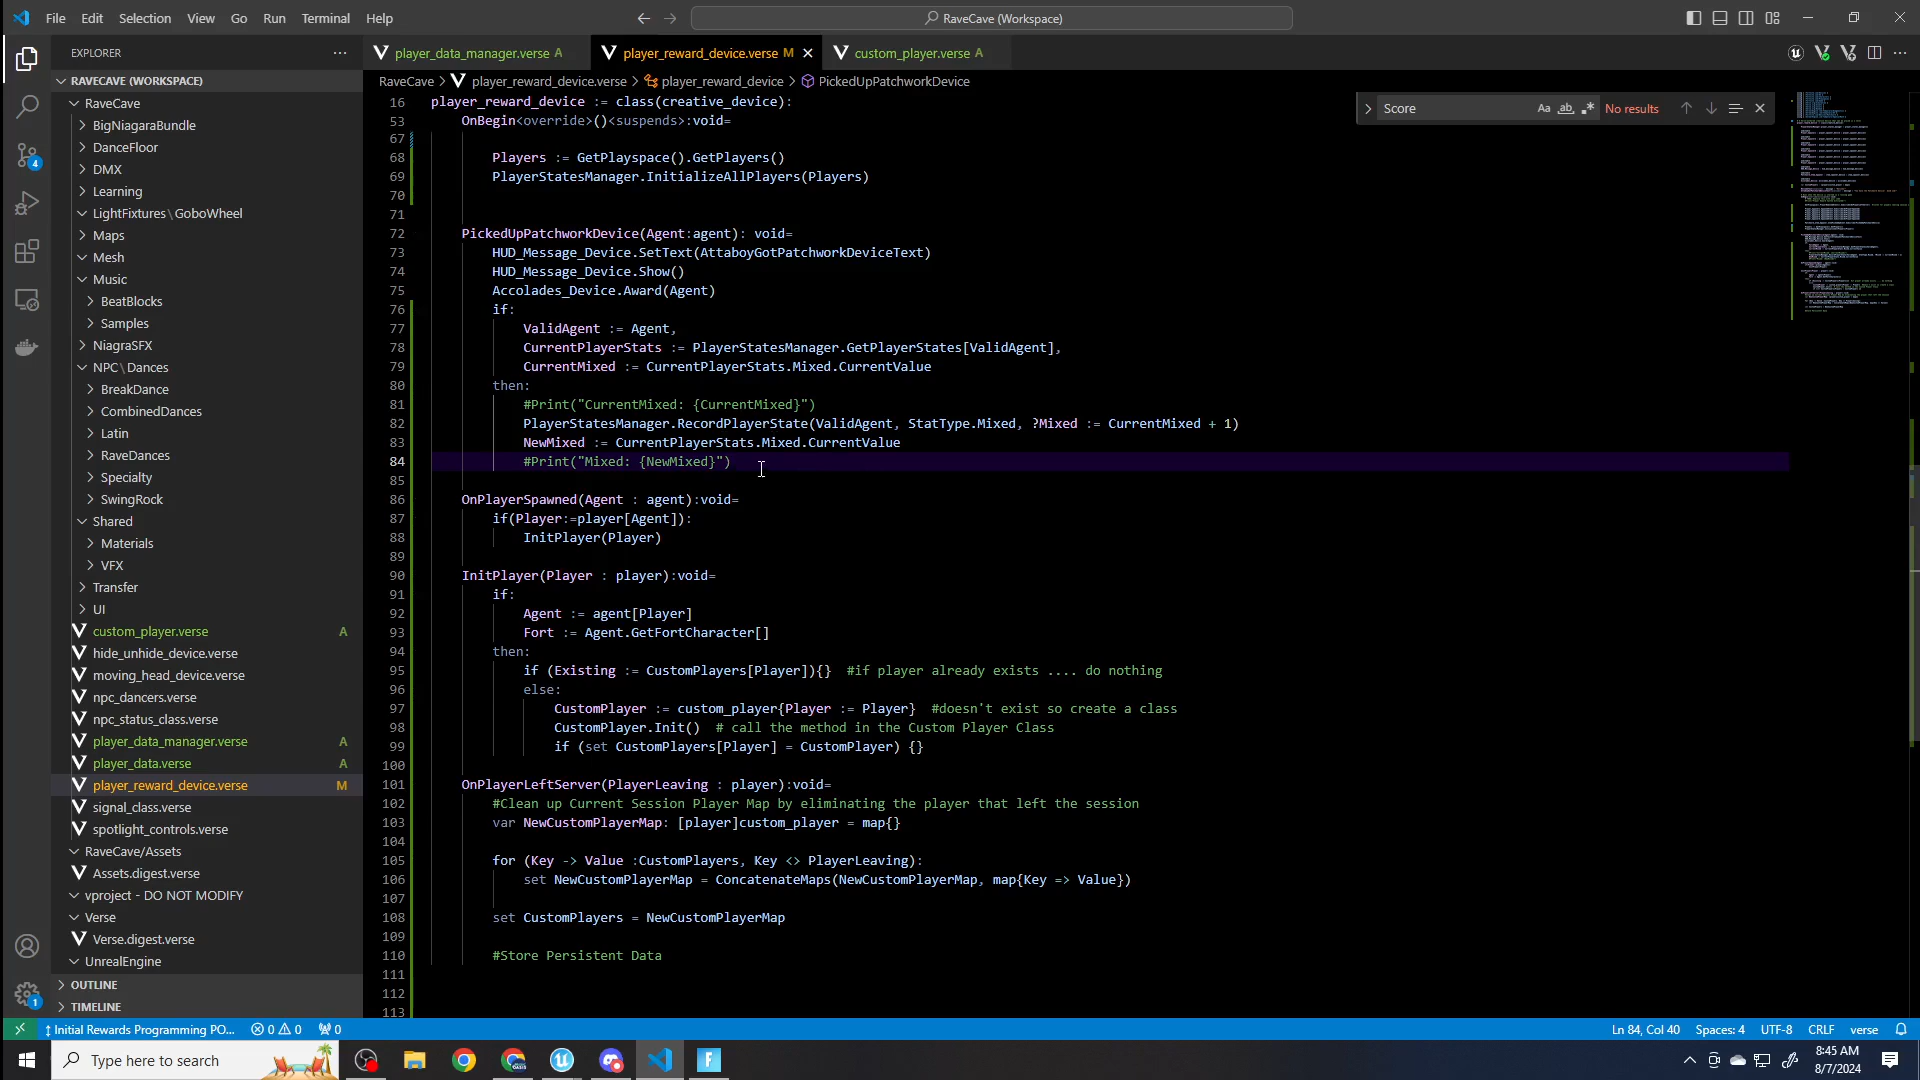 File Edit Selection View Go Run Terminal Help
RaveCave (Workspace)
EXPLORER
player_data_manager.verse A
player_reward_device.verse M
custom_player.verse A
RAVECAVE (WORKSPACE)
RaveCave > player_reward_device.verse > player_reward_device > PickedUpPatchworkDevice
Score
Aa ab No results
RaveCave
BigNiagaraBundle
DanceFloor
DMX
Learning
LightFixtures\GoboWheel
Maps
Mesh
Music
BeatBlocks
Samples
NiagraSFX
NPC\Dances
BreakDance
CombinedDances
Latin
RaveDances
Specialty
SwingRock
Shared
Materials
VFX
Transfer
UI
custom_player.verse A
hide_unhide_device.verse
moving_head_device.verse
npc_dancers.verse
npc_status_class.verse
player_data_manager.verse A
player_data.verse A
player_reward_device.verse M
signal_class.verse
spotlight_controls.verse
RaveCave/Assets
Assets.digest.verse
vproject - DO NOT MODIFY
Verse
Verse.digest.verse
UnrealEngine
OUTLINE
TIMELINE
4
1
16 player_reward_device := class(creative_device):
53 OnBegin<override>()<suspends>:void=
67
68 Players := GetPlayspace().GetPlayers()
69 PlayerStatesManager.InitializeAllPlayers(Players)
70
71
72 PickedUpPatchworkDevice(Agent:agent): void=
73 HUD_Message_Device.SetText(AttaboyGotPatchworkDeviceText)
74 HUD_Message_Device.Show()
75 Accolades_Device.Award(Agent)
76 if:
77 ValidAgent := Agent,
78 CurrentPlayerStats := PlayerStatesManager.GetPlayerStates[ValidAgent],
79 CurrentMixed := CurrentPlayerStats.Mixed.CurrentValue
80 then:
81 #Print("CurrentMixed: {CurrentMixed}")
82 PlayerStatesManager.RecordPlayerState(ValidAgent, StatType.Mixed, ?Mixed := CurrentMixed + 1)
83 NewMixed := CurrentPlayerStats.Mixed.CurrentValue
84 #Print("Mixed: {NewMixed}")
85
86 OnPlayerSpawned(Agent : agent):void=
87 if(Player:=player[Agent]):
88 InitPlayer(Player)
89
90 InitPlayer(Player : player):void=
91 if:
92 Agent := agent[Player]
93 Fort := Agent.GetFortCharacter[]
94 then:
95 if (Existing := CustomPlayers[Player]){} #if player already exists .... do nothing
96 else:
97 CustomPlayer := custom_player{Player := Player} #doesn't exist so create a class
98 CustomPlayer.Init() # call the method in the Custom Player Class
99 if (set CustomPlayers[Player] = CustomPlayer) {}
100
101 OnPlayerLeftServer(PlayerLeaving : player):void=
102 #Clean up Current Session Player Map by eliminating the player that left the session
103 var NewCustomPlayerMap: [player]custom_player = map{}
104
105 for (Key -> Value :CustomPlayers, Key <> PlayerLeaving):
106 set NewCustomPlayerMap = ConcatenateMaps(NewCustomPlayerMap, map{Key => Value})
107
108 set CustomPlayers = NewCustomPlayerMap
109
110 #Store Persistent Data
111
112
113
Initial Rewards Programming PO... 0 0 0
Ln 84, Col 40 Spaces: 4 UTF-8 CRLF verse
Type here to search
8:45 AM
8/7/2024